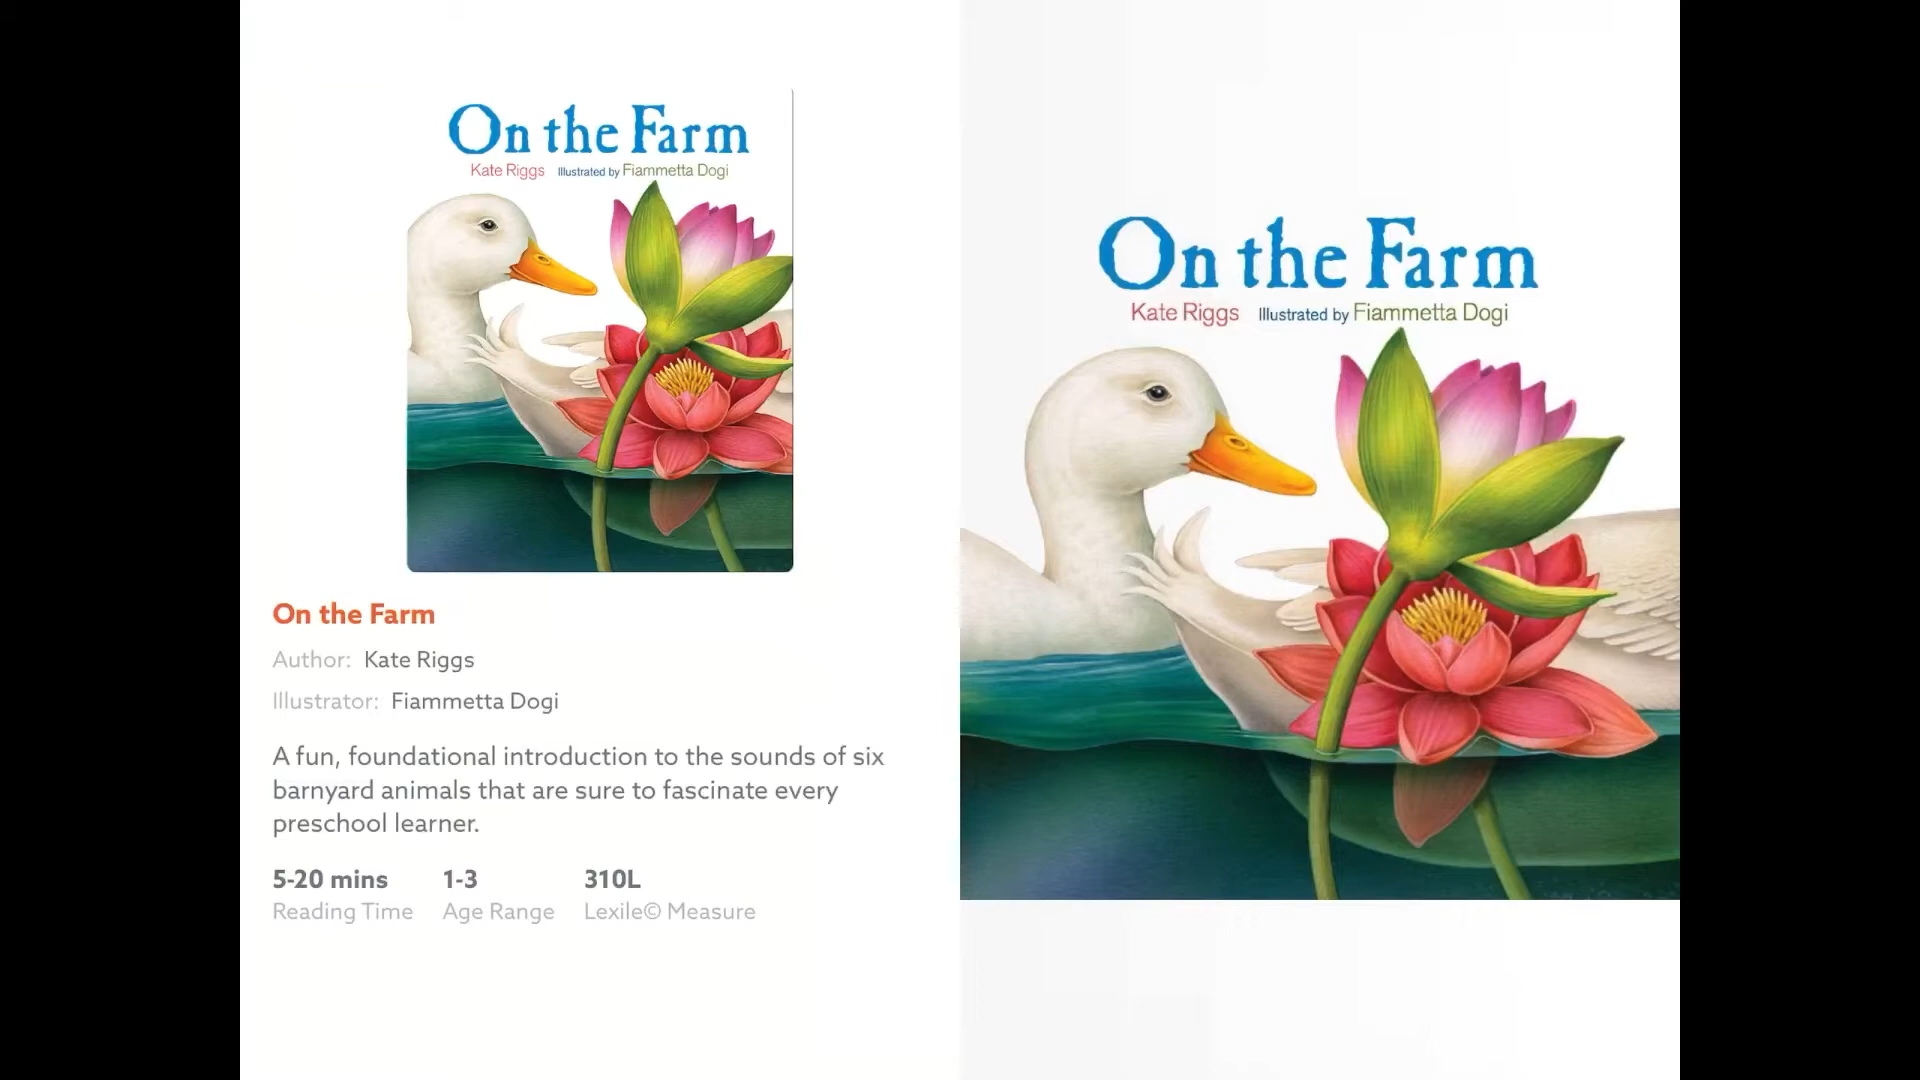 On the Farm
Kate Riggs Illustrated by Fiammetta Dogi
On the Farm
Author: Kate Riggs
Illustrator: Fiammetta Dogi
A fun, foundational introduction to the sounds of six
barnyard animals that are sure to fascinate every
preschool learner.
5-20 mins 1-3 310L
Reading Time Age Range Lexile© Measure
On the Farm
Kate Riggs Illustrated by Fiammetta Dogi